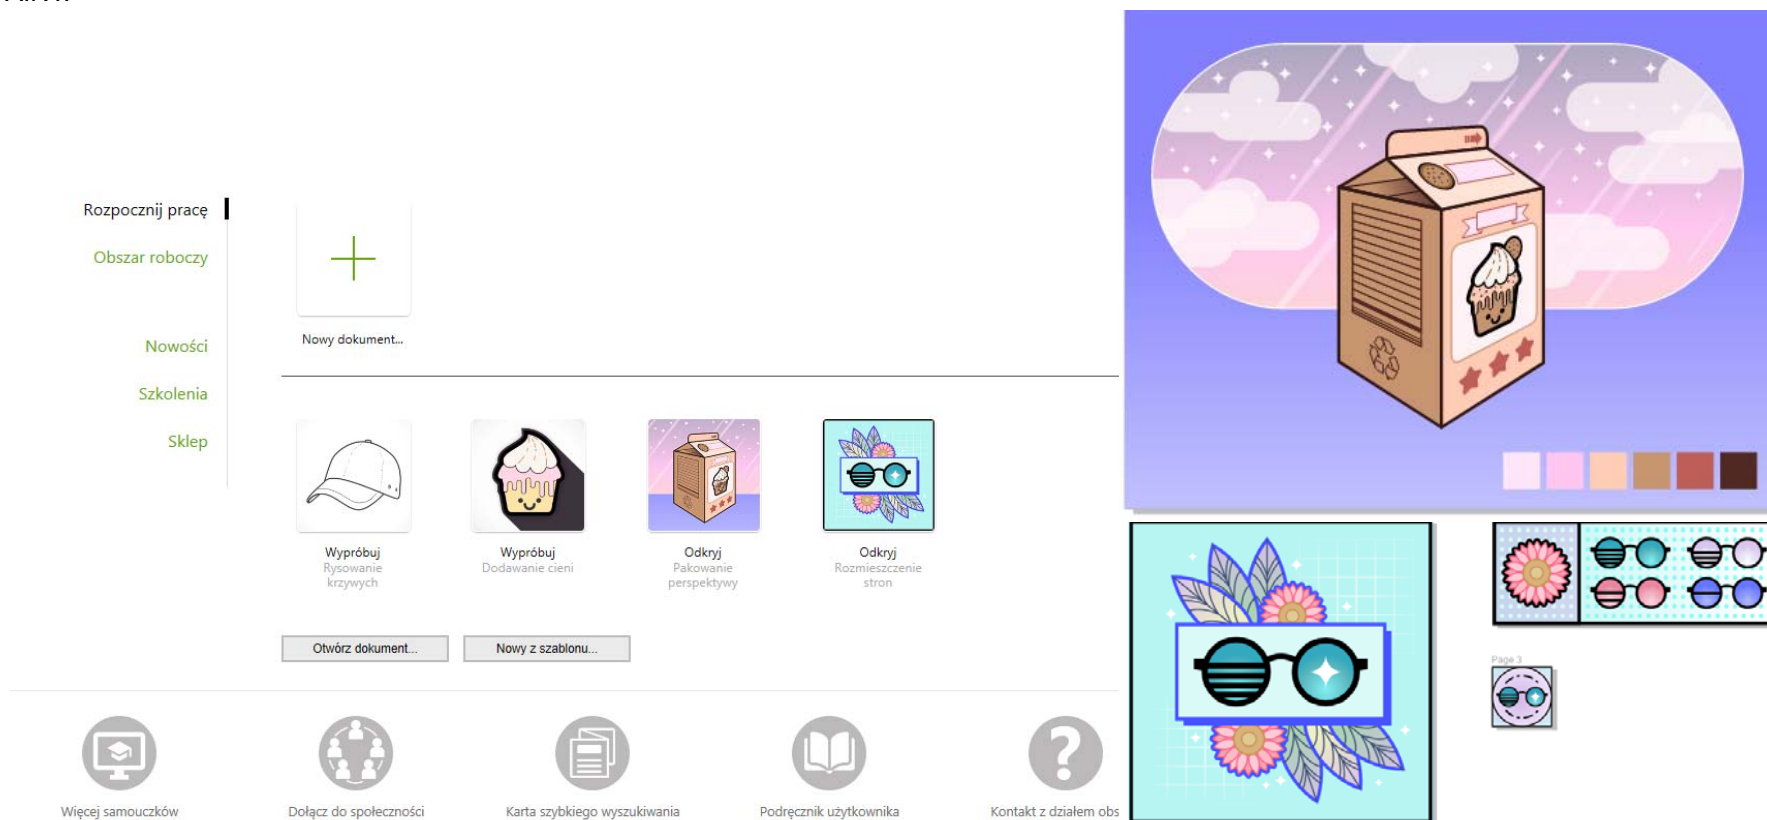 Rozpocznij pracę
Obszar roboczy
Nowości
Szkolenia
Sklep
Nowy dokument...
Wypróbuj
Rysowanie
krzywych
Wypróbuj
Dodawanie cieni
Odkryj
Pakowanie
perspektywy
Odkryj
Rozmieszczenie
stron
Otwórz dokument...
Nowy z szablonu...
Page 3
Więcej samouczków
Dołącz do społeczności
Karta szybkiego wyszukiwania
Podręcznik użytkownika
Kontakt z działem obs